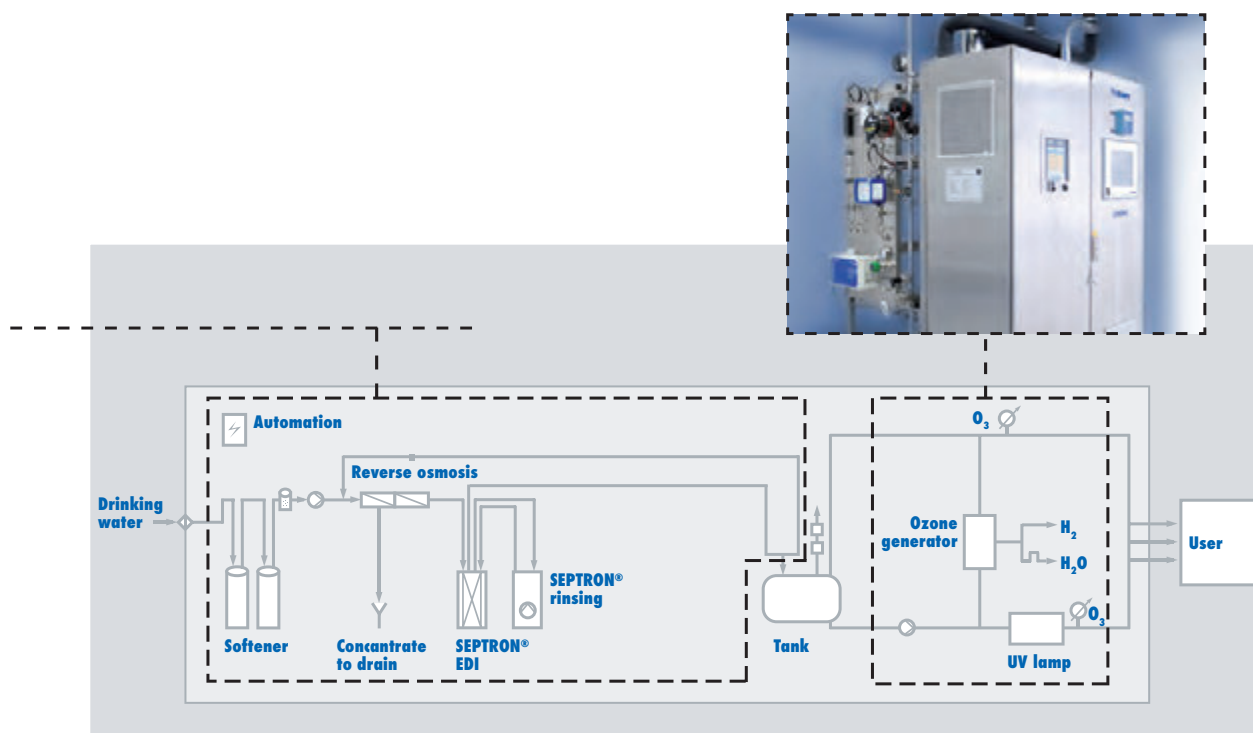 Automation
O3
Reverse osmosis
Drinking
water
Ozone
generator
H2
H2O
User
SEPTRON®
rinsing
O3
Softener
Concentrate
to drain
SEPTRON®
EDI
Tank
UV lamp